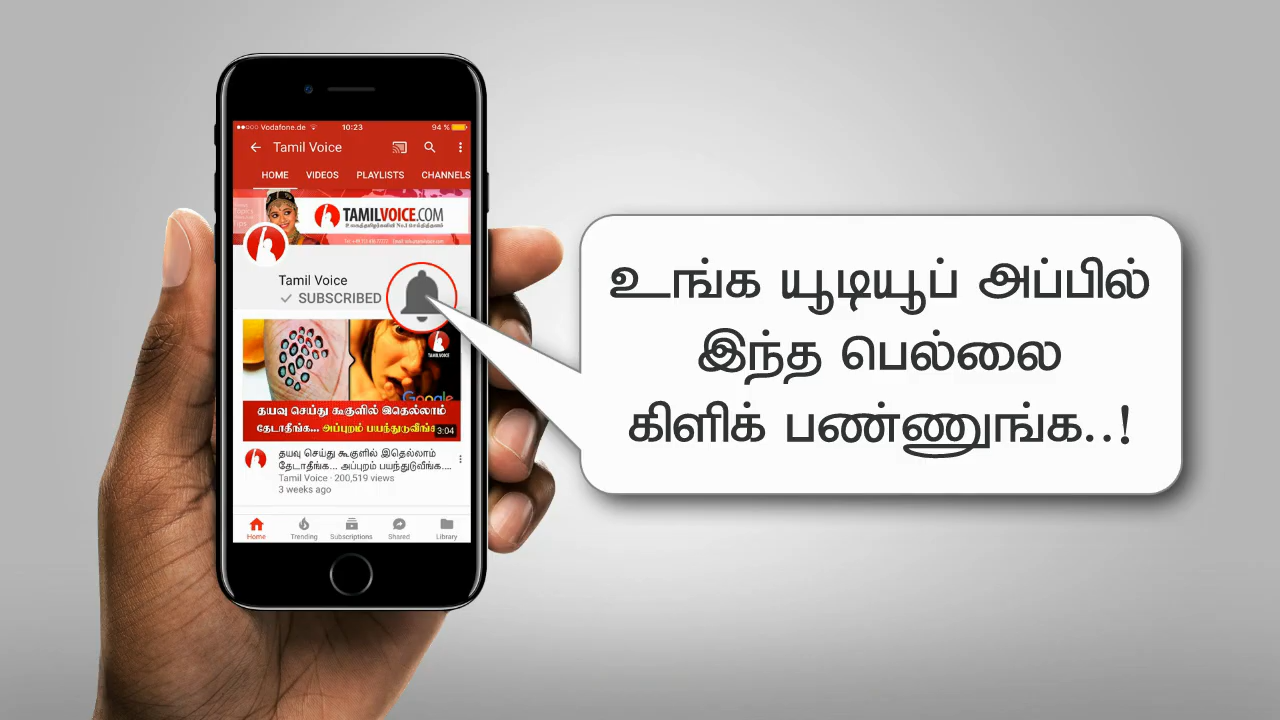 Vodafone.de
10:23
94 %
Tamil Voice
HOME VIDEOS PLAYLISTS CHANNELS
TAMILVOICE.COM
Tamil Voice
SUBSCRIBED
TAMILVOICE
Google
தயவு செய்து கூகுளில் இதெல்லாம்
தேடாதீங்க... அப்புறம் பயந்துடுவீங்க
3:04
தயவு செய்து கூகுளில் இதெல்லாம்
தேடாதீங்க... அப்புறம் பயந்துடுவீங்க....
Tamil Voice · 200,519 views
3 weeks ago
Home Trending Subscriptions Shared Library
உங்க யூடியூப் அப்பில்
இந்த பெல்லை
கிளிக் பண்ணுங்க..!